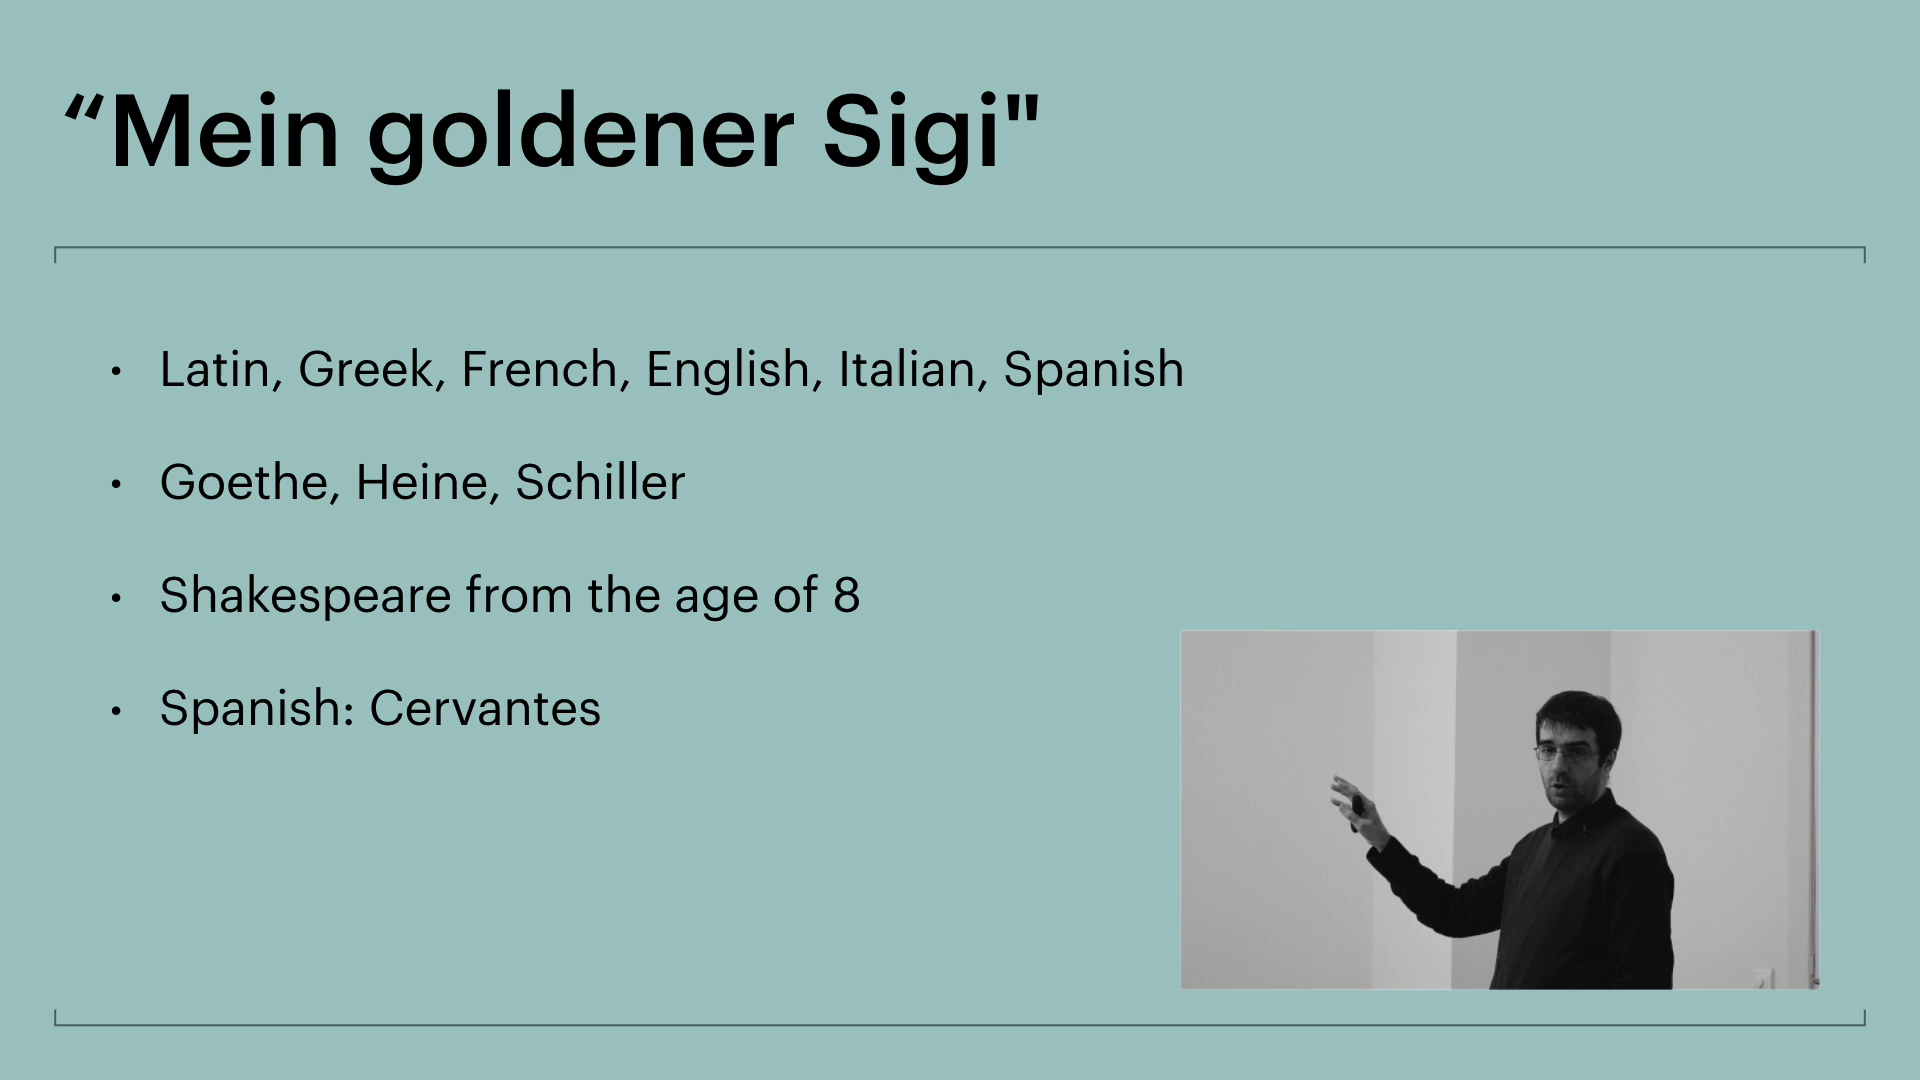 “Mein goldener Sigi"
• Latin, Greek, French, English, Italian, Spanish
• Goethe, Heine, Schiller
• Shakespeare from the age of 8
• Spanish: Cervantes